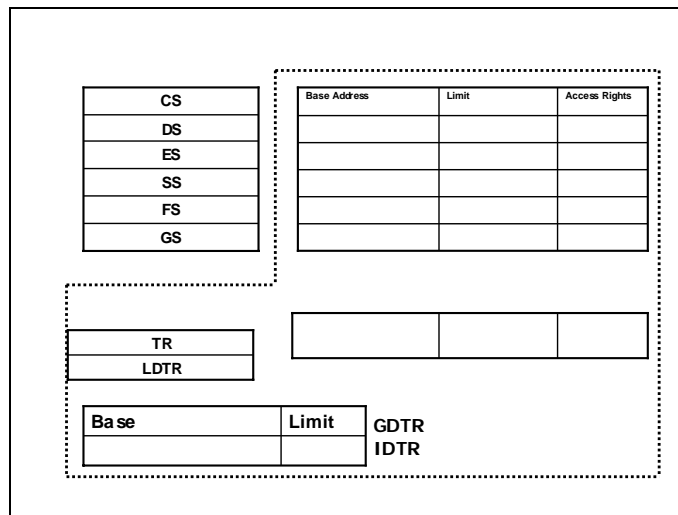 CS
DS
ES
SS
FS
GS
Base Address Limit Access Rights
TR
LDTR
Base Limit GDTR
IDTR